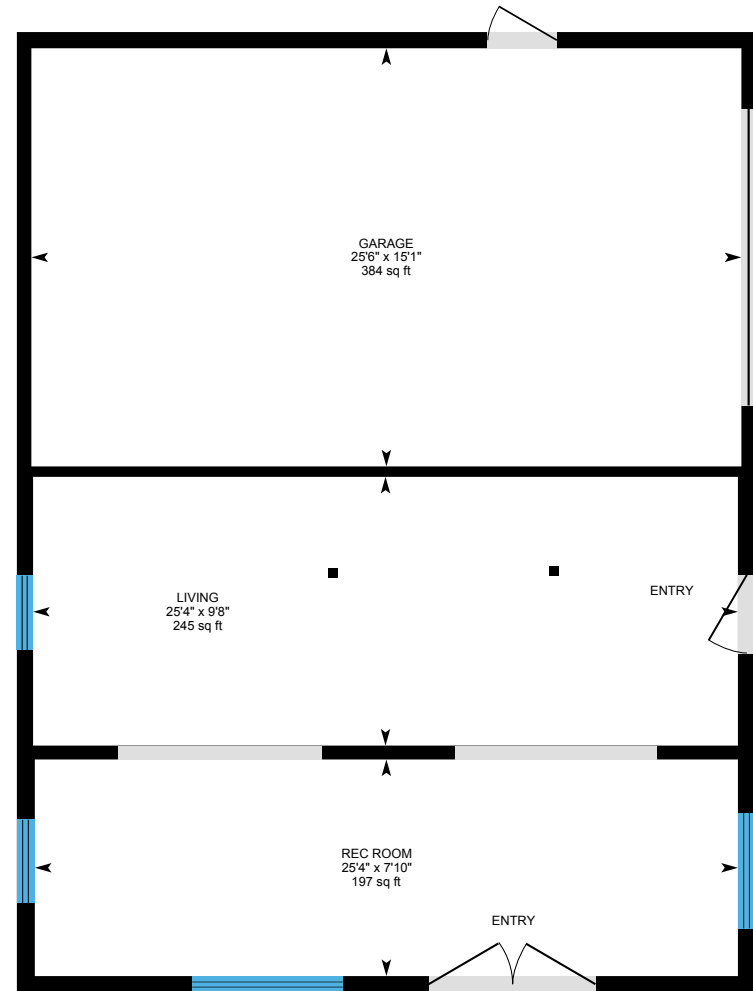 GARAGE
25'6" x 15'1"
384 sq ft
LIVING
25'4" x 9'8"
245 sq ft
ENTRY
REC ROOM
25'4" x 7'10"
197 sq ft
ENTRY